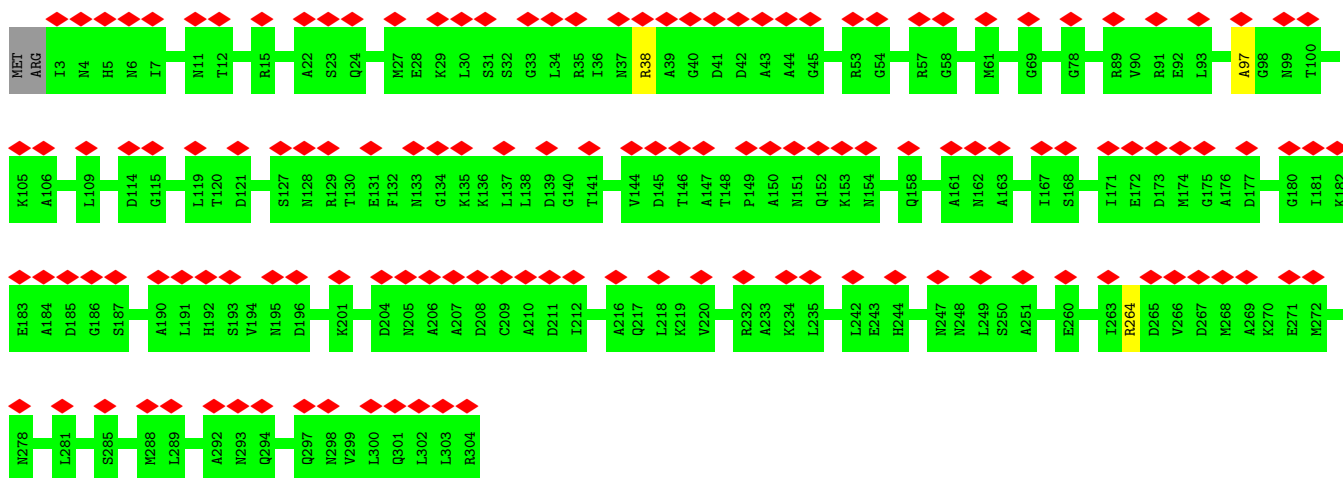 MET ARG I3 N4 H5 N6 I7 N11 T12 R15 A22 S23 Q24 M27 E28 K29 L30 S31 S32 G33 L34 R35 I36 N37 R38 A39 G40 D41 D42 A43 A44 G45 R53 G54 R57 G58 M61 G69 G78 R89 V90 R91 E92 L93 A97 G98 N99 T100
K105 A106 L109 D114 G115 L119 T120 D121 S127 N128 R129 T130 E131 F132 N133 G134 K135 K136 L137 L138 D139 G140 T141 V144 D145 T146 A147 T148 P149 A150 N151 Q152 K153 N154 Q158 A161 N162 A163 I167 S168 I171 E172 D173 M174 G175 A176 D177 G180 I181 K182
E183 A184 D185 G186 S187 A190 L191 H192 S193 V194 N195 D196 K201 D204 N205 A206 A207 D208 C209 A210 D211 I212 A216 Q217 L218 K219 V220 R232 A233 K234 L235 L242 E243 H244 N247 N248 L249 S250 A251 E260 I263 R264 D265 V266 D267 M268 A269 K270 E271 M272
N278 L281 S285 M288 L289 A292 N293 Q294 Q297 N298 V299 L300 Q301 L302 L303 R304